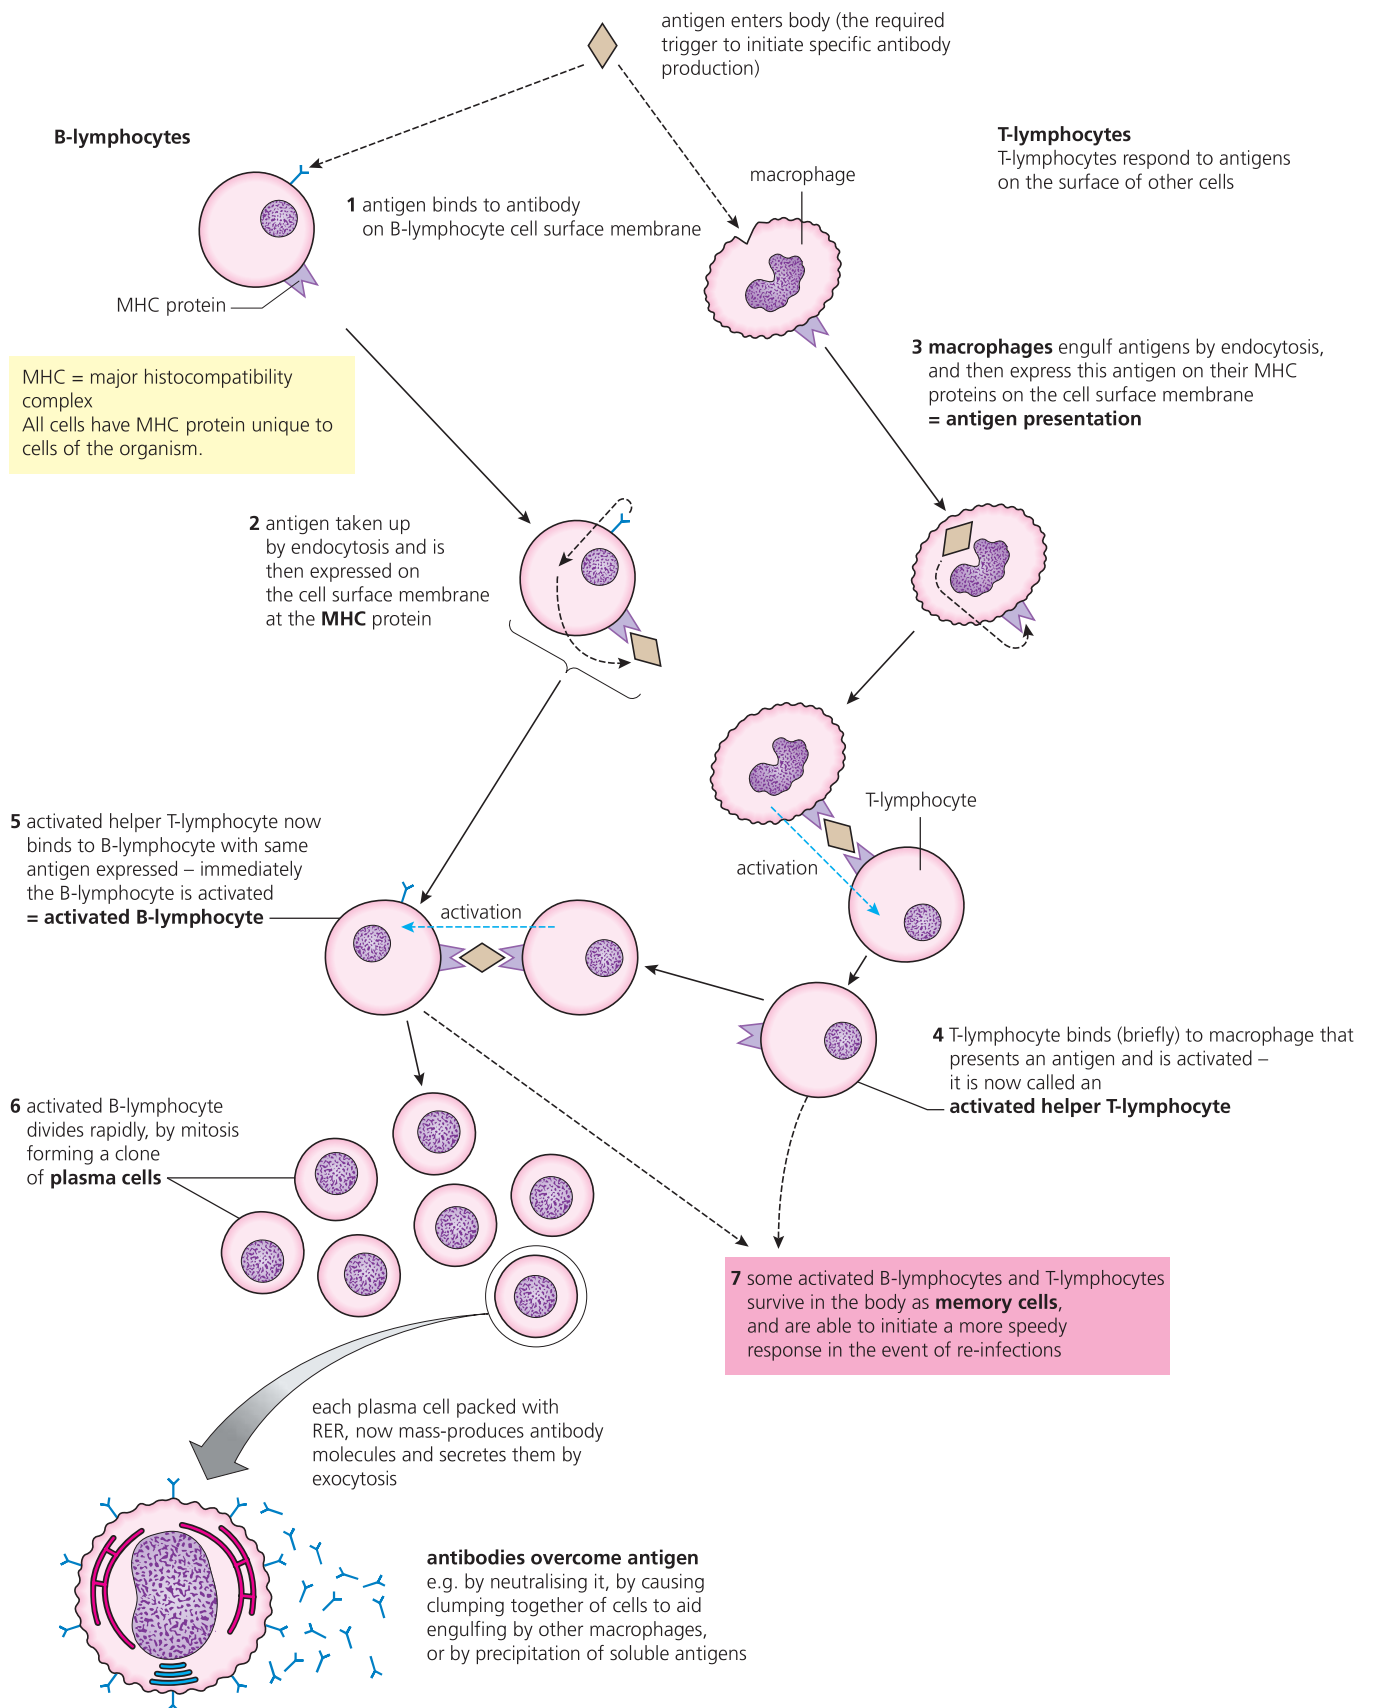 antigen enters body (the required
trigger to initiate specific antibody
production)
B-lymphocytes
T-lymphocytes
T-lymphocytes respond to antigens
on the surface of other cells
macrophage
1 antigen binds to antibody
on B-lymphocyte cell surface membrane
MHC protein
3 macrophages engulf antigens by endocytosis,
and then express this antigen on their MHC
proteins on the cell surface membrane
= antigen presentation
MHC = major histocompatibility
complex
All cells have MHC protein unique to
cells of the organism.
2 antigen taken up
by endocytosis and is
then expressed on
the cell surface membrane
at the MHC protein
T-lymphocyte
activation
5 activated helper T-lymphocyte now
binds to B-lymphocyte with same
antigen expressed – immediately
the B-lymphocyte is activated
= activated B-lymphocyte
activation
4 T-lymphocyte binds (briefly) to macrophage that
presents an antigen and is activated –
it is now called an
activated helper T-lymphocyte
6 activated B-lymphocyte
divides rapidly, by mitosis
forming a clone
of plasma cells
7 some activated B-lymphocytes and T-lymphocytes
survive in the body as memory cells,
and are able to initiate a more speedy
response in the event of re-infections
each plasma cell packed with
RER, now mass-produces antibody
molecules and secretes them by
exocytosis
antibodies overcome antigen
e.g. by neutralising it, by causing
clumping together of cells to aid
engulfing by other macrophages,
or by precipitation of soluble antigens